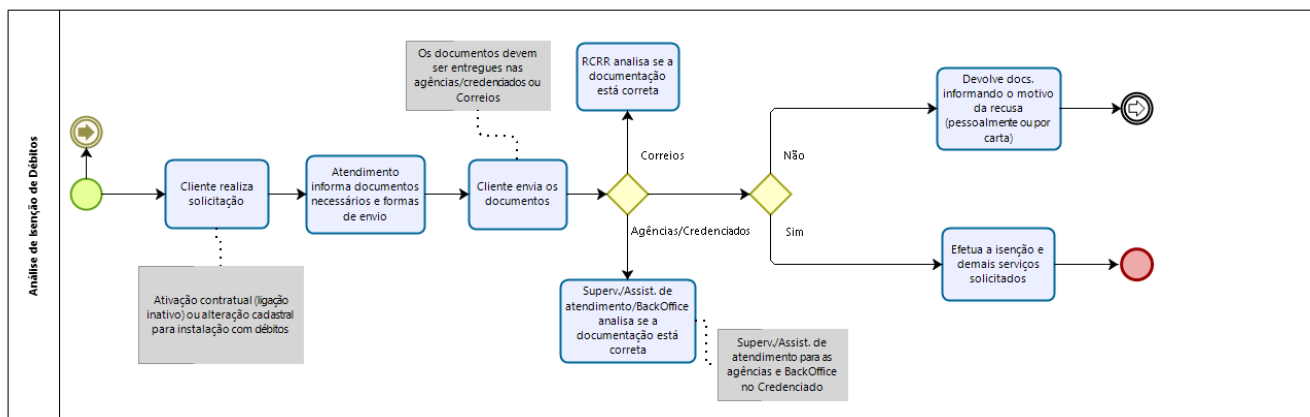 Análise de Isenção de Débitos
Os documentos devem
ser entregues nas
agências/credenciados ou
Correios
RCRR analisa se a
documentação
está correta
Devolve docs.
informando o motivo
da recusa
(pessoalmente ou por
carta)
Correios
Não
Cliente realiza
solicitação
Atendimento
informa documentos
necessários e formas
de envio
Cliente envia os
documentos
Agências/Credenciados
Sim
Efetua a isenção e
demais serviços
solicitados
Ativação contratual (ligação
inativo) ou alteração cadastral
para instalação com débitos
Superv./Assist. de
atendimento/BackOffice
analisa se a
documentação está
correta
Superv./Assist. de
atendimento para as
agências e BackOffice
no Credenciado